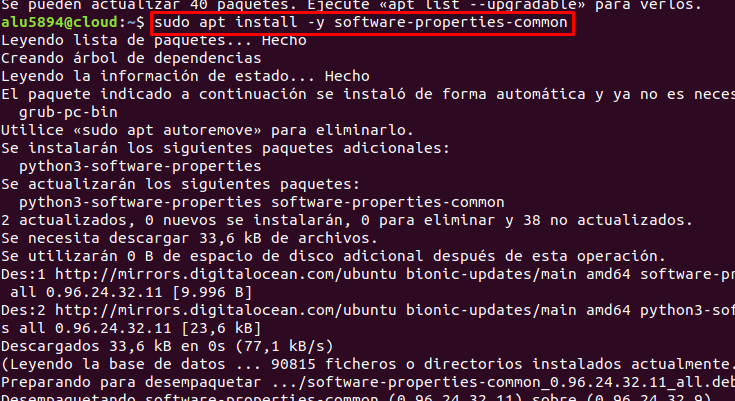 Se pueden actualizar 40 paquetes. Ejecute «apt list --upgradable» para verlos.
alu5894@cloud:~$ sudo apt install -y software-properties-common
Leyendo lista de paquetes... Hecho
Creando árbol de dependencias
Leyendo la información de estado... Hecho
El paquete indicado a continuación se instaló de forma automática y ya no es neces
  grub-pc-bin
Utilice «sudo apt autoremove» para eliminarlo.
Se instalarán los siguientes paquetes adicionales:
  python3-software-properties
Se actualizarán los siguientes paquetes:
  python3-software-properties software-properties-common
2 actualizados, 0 nuevos se instalarán, 0 para eliminar y 38 no actualizados.
Se necesita descargar 33,6 kB de archivos.
Se utilizarán 0 B de espacio de disco adicional después de esta operación.
Des:1 http://mirrors.digitalocean.com/ubuntu bionic-updates/main amd64 software-pr
 all 0.96.24.32.11 [9.996 B]
Des:2 http://mirrors.digitalocean.com/ubuntu bionic-updates/main amd64 python3-sof
s all 0.96.24.32.11 [23,6 kB]
Descargados 33,6 kB en 0s (77,1 kB/s)
(Leyendo la base de datos ... 90815 ficheros o directorios instalados actualmente.
Preparando para desempaquetar .../software-properties-common_0.96.24.32.11_all.deb
Desempaquetando software-properties-common (0.96.24.32.11) sobre (0.96.24.32.9)